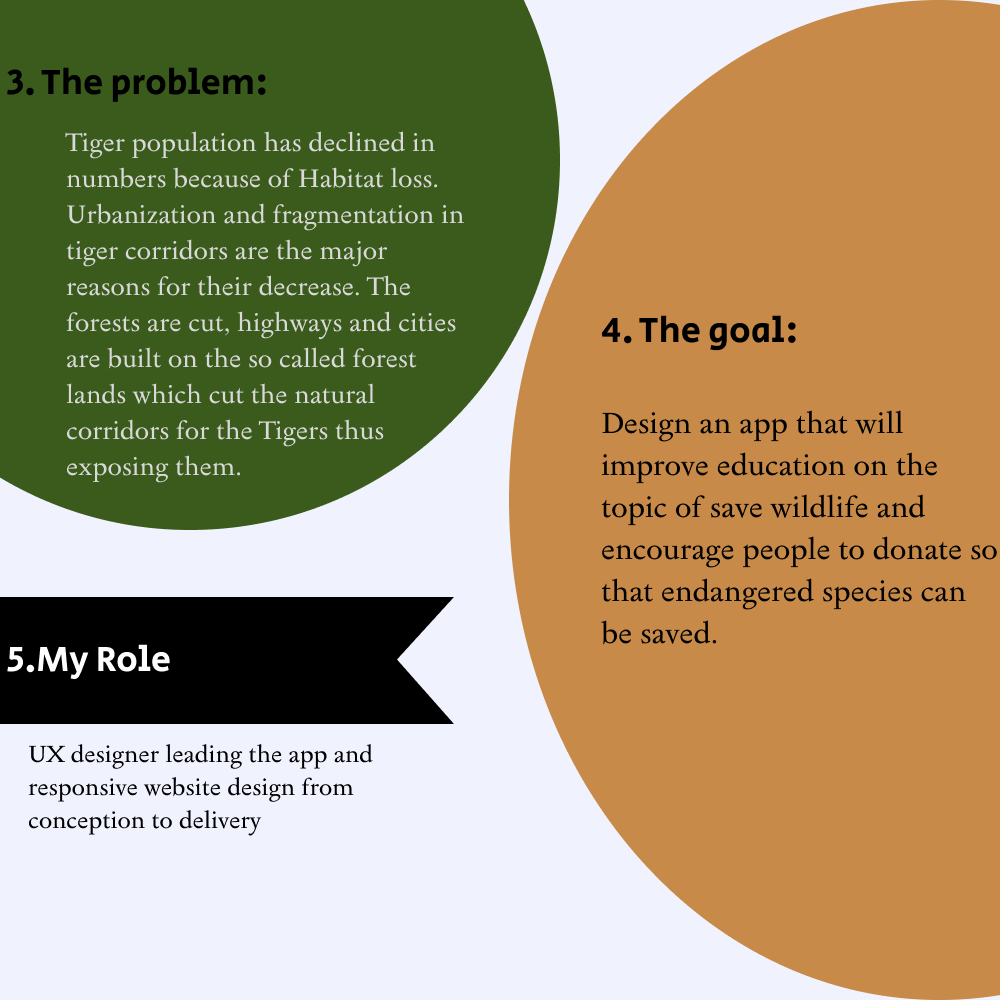 3. The problem:
Tiger population has declined in
numbers because of Habitat loss.
Urbanization and fragmentation in
tiger corridors are the major
reasons for their decrease. The
forests are cut, highways and cities
are built on the so called forest
lands which cut the natural
corridors for the Tigers thus
exposing them.
4. The goal:
Design an app that will
improve education on the
topic of save wildlife and
encourage people to donate so
that endangered species can
be saved.
5.My Role
UX designer leading the app and
responsive website design from
conception to delivery